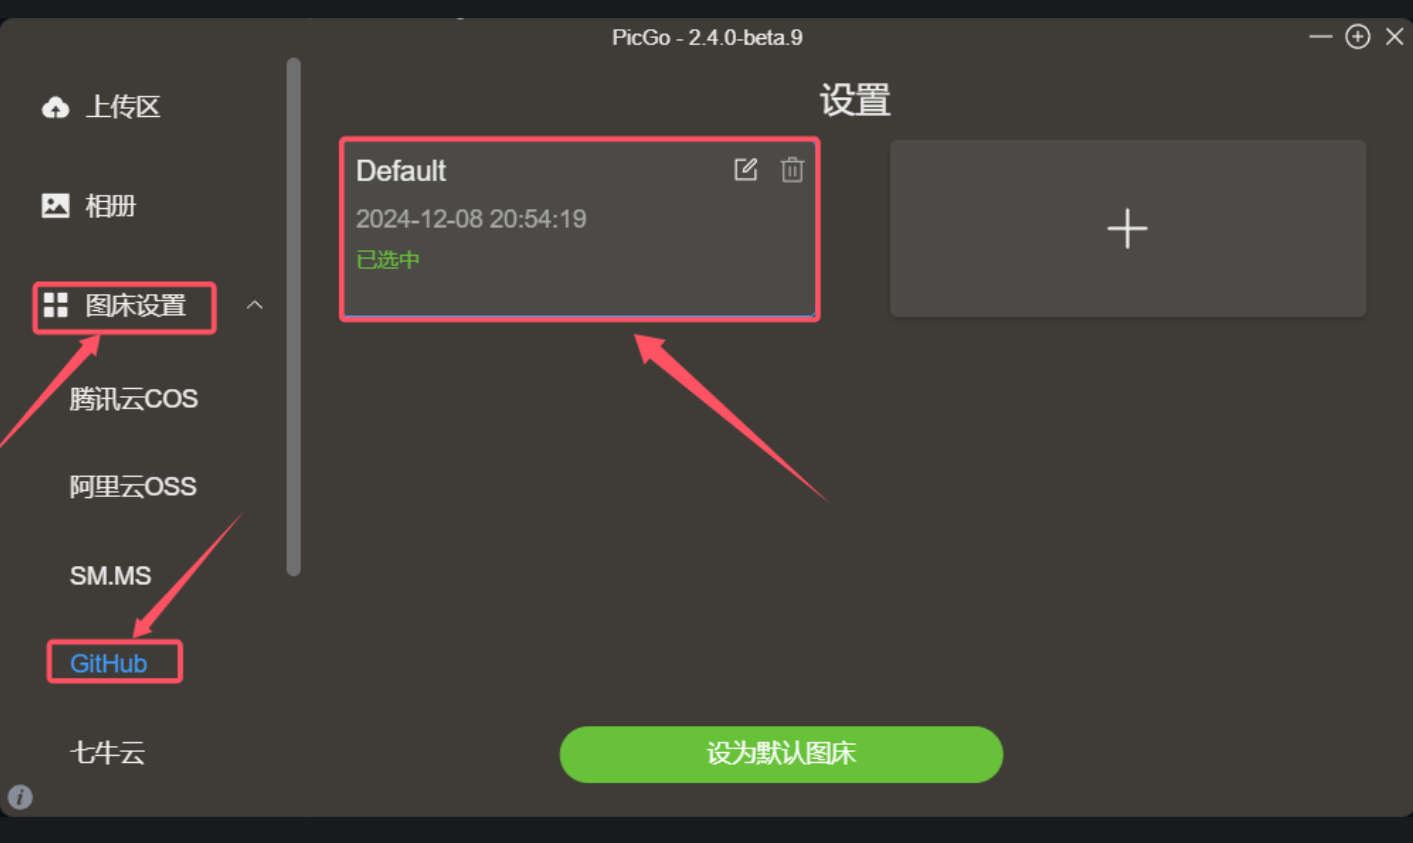 PicGo - 2.4.0-beta.9
上传区
相册
图床设置
腾讯云COS
阿里云OSS
SM.MS
GitHub
七牛云
设置
Default
2024-12-08 20:54:19
已选中
设为默认图床